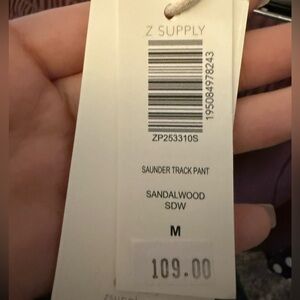 Z SUPPLY
195084978243
ZP253310S
SAUNDER TRACK PANT
SANDALWOOD
SDW
M
109.00